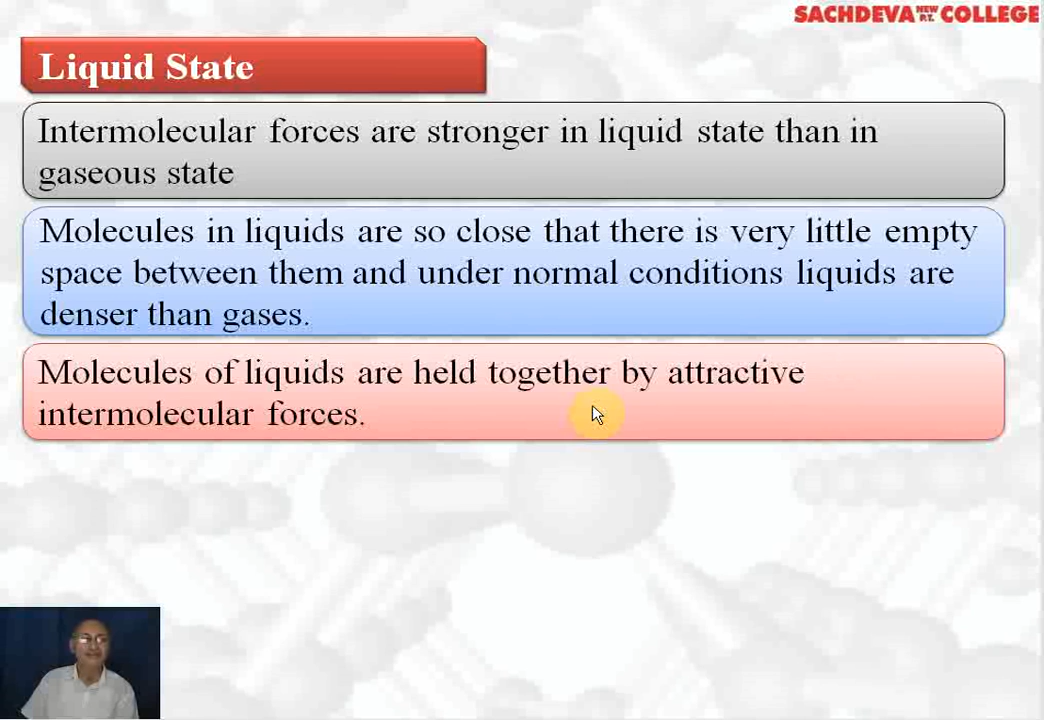 SACHDEVA NEW P.T. COLLEGE
Liquid State
Intermolecular forces are stronger in liquid state than in
gaseous state
Molecules in liquids are so close that there is very little empty
space between them and under normal conditions liquids are
denser than gases.
Molecules of liquids are held together by attractive
intermolecular forces.